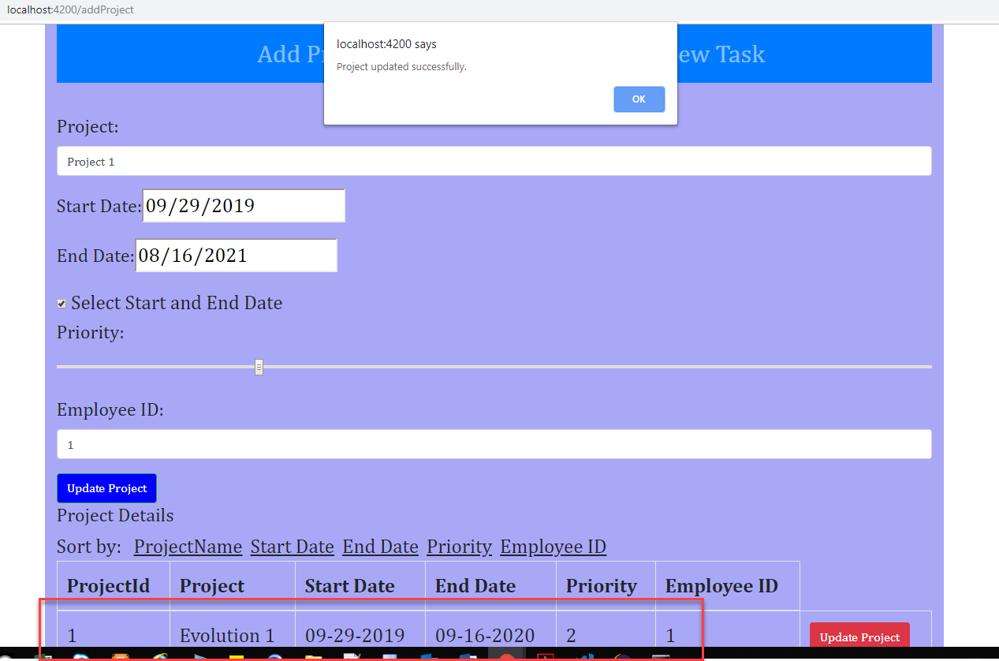 localhost:4200/addProject
localhost:4200 says
Project updated successfully.
OK
Add Pr ew Task
Project:
Project 1
Start Date: 09/29/2019
End Date: 08/16/2021
Select Start and End Date
Priority:
Employee ID:
1
Update Project
Project Details
Sort by: ProjectName Start Date End Date Priority Employee ID
ProjectId Project Start Date End Date Priority Employee ID
1 Evolution 1 09-29-2019 09-16-2020 2 1 Update Project